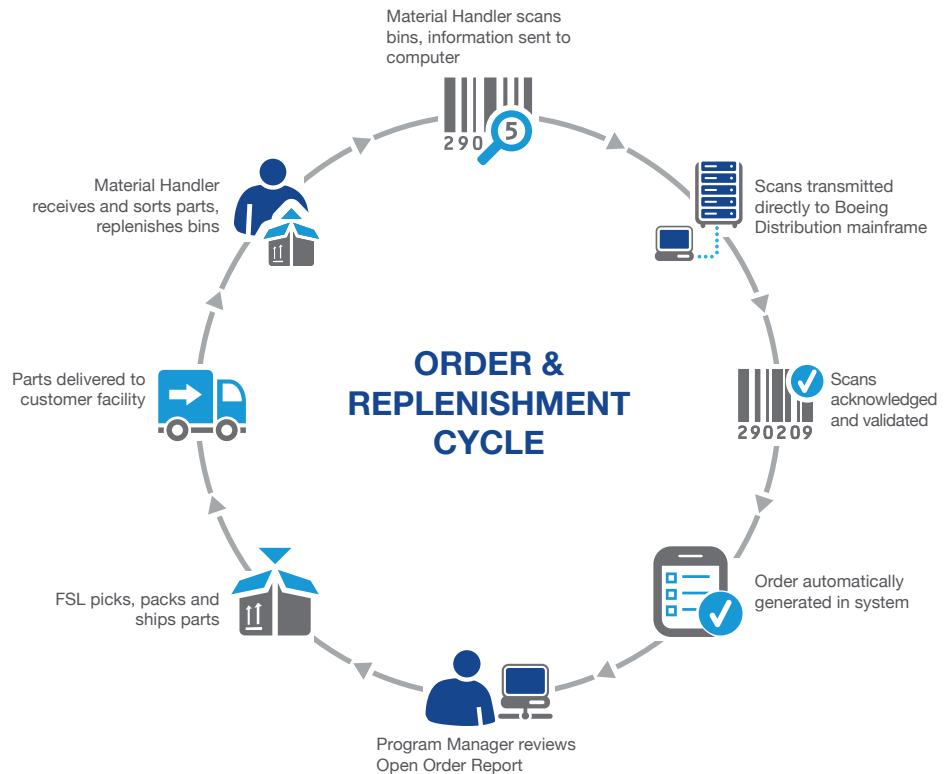 Material Handler scans
bins, information sent to
computer
290
5
Scans transmitted
directly to Boeing
Distribution mainframe
Scans
acknowledged
and validated
290209
Order automatically
generated in system
Program Manager reviews
Open Order Report
FSL picks, packs and
ships parts
Parts delivered to
customer facility
Material Handler
receives and sorts parts,
replenishes bins
ORDER &
REPLENISHMENT
CYCLE